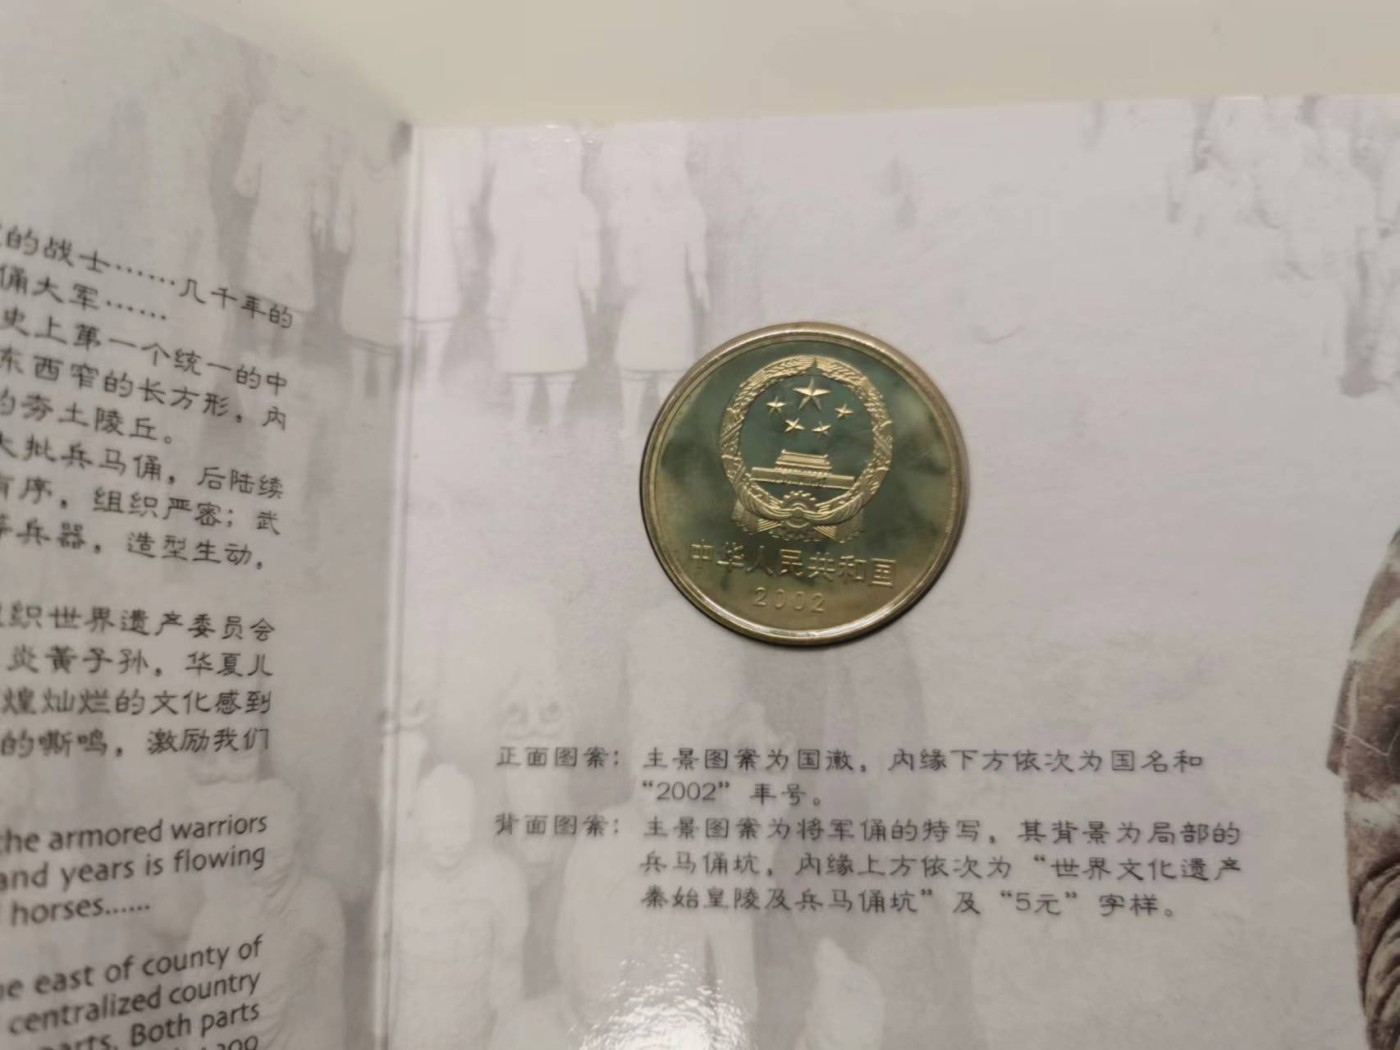 的战士……几千年的
俑大军……
史上第一个统一的中
东西窄的长方形，内
的夯土陵丘。
大批兵马俑，后陆续
有序，组织严密；武
等兵器，造型生动，
组织世界遗产委员会
炎黄子孙，华夏儿
煌灿烂的文化感到
的嘶鸣，激励我们
the armored warriors
and years is flowing
horses......
he east of county of
centralized country
parts. Both parts
中华人民共和国
2002
正面图案：主景图案为国徽，内缘下方依次为国名和
“2002”年号。
背面图案：主景图案为将军俑的特写，其背景为局部的
兵马俑坑，内缘上方依次为“世界文化遗产
秦始皇陵及兵马俑坑”及“5元”字样。